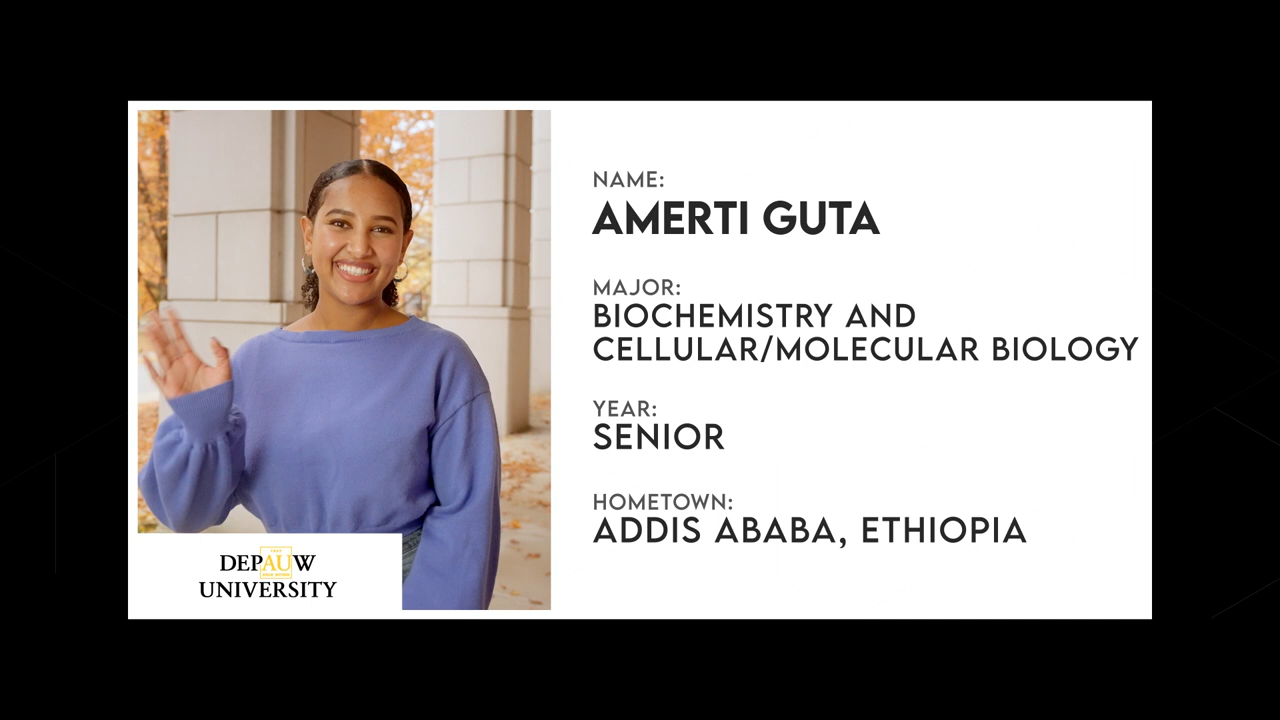 NAME:
AMERTI GUTA
MAJOR:
BIOCHEMISTRY AND
CELLULAR/MOLECULAR BIOLOGY
YEAR:
SENIOR
HOMETOWN:
ADDIS ABABA, ETHIOPIA
DEPAUW
UNIVERSITY